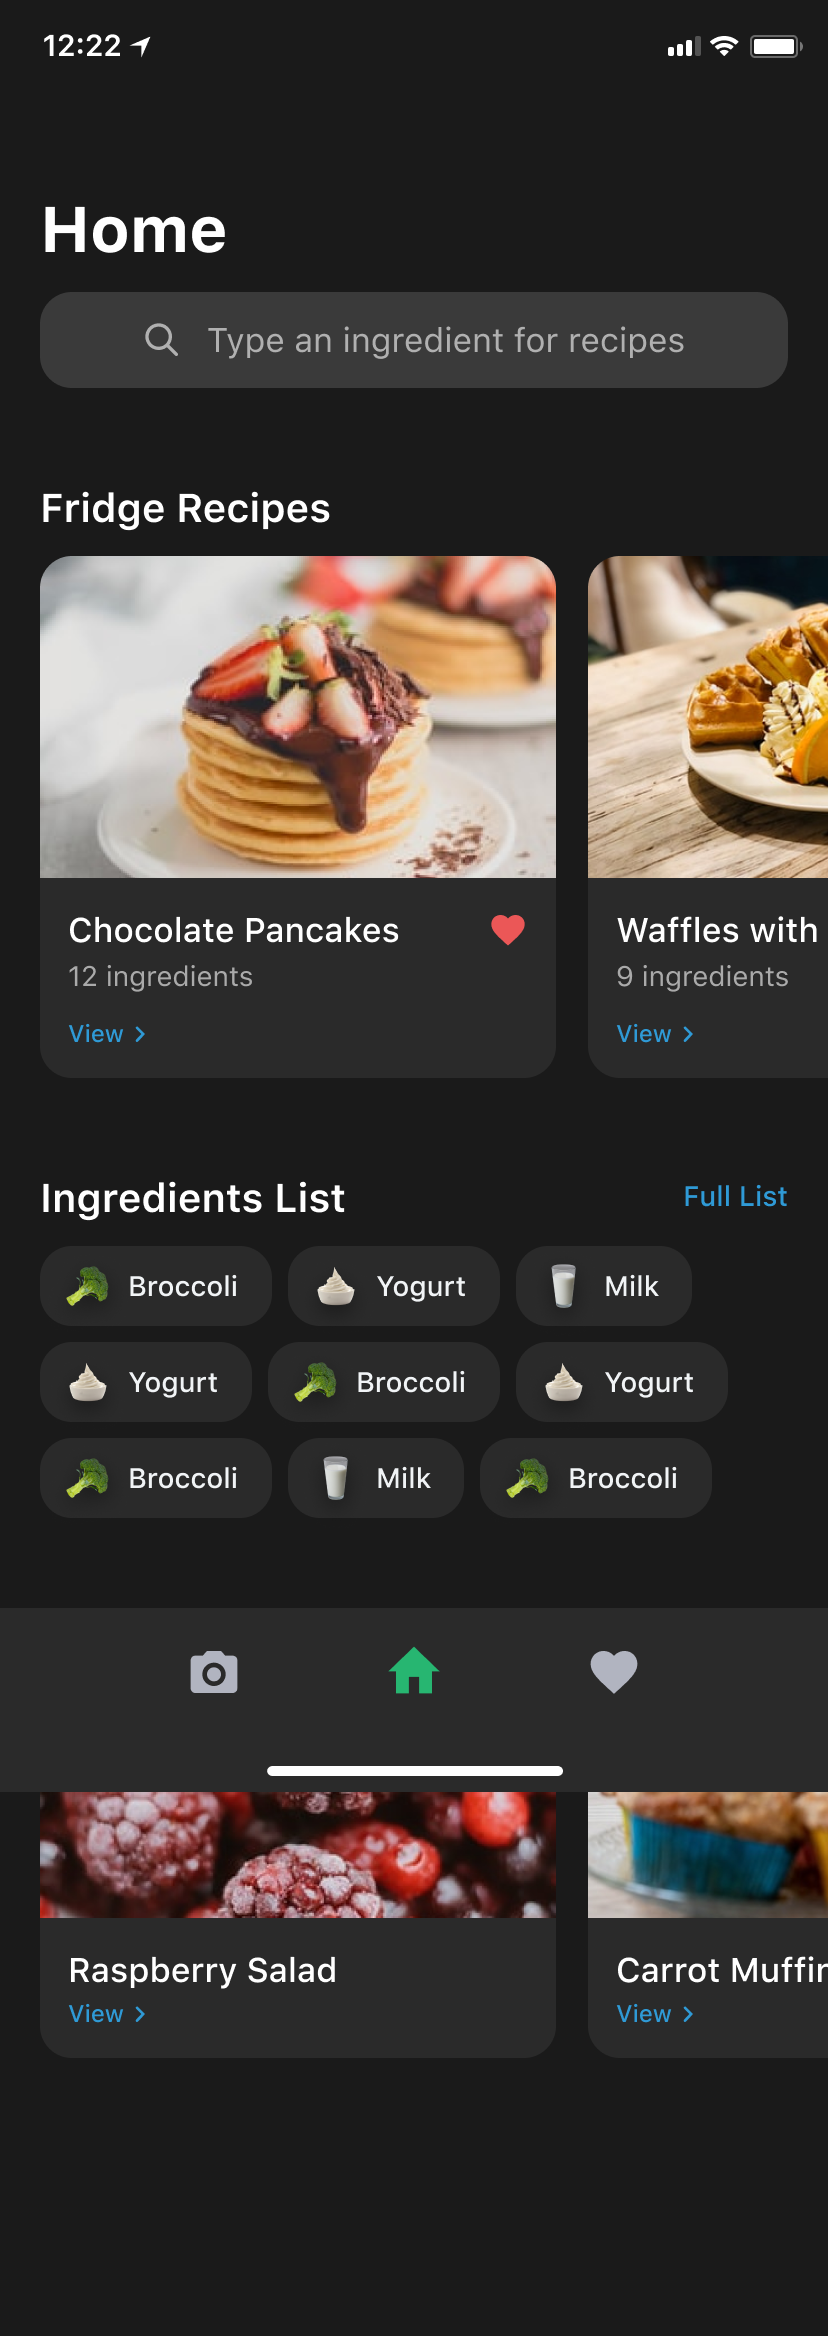 12:22
Home
Type an ingredient for recipes
Fridge Recipes
Chocolate Pancakes
12 ingredients
View
Waffles with
9 ingredients
View
Ingredients List
Full List
Broccoli
Yogurt
Milk
Yogurt
Broccoli
Yogurt
Broccoli
Milk
Broccoli
Raspberry Salad
View
Carrot Muffin
View